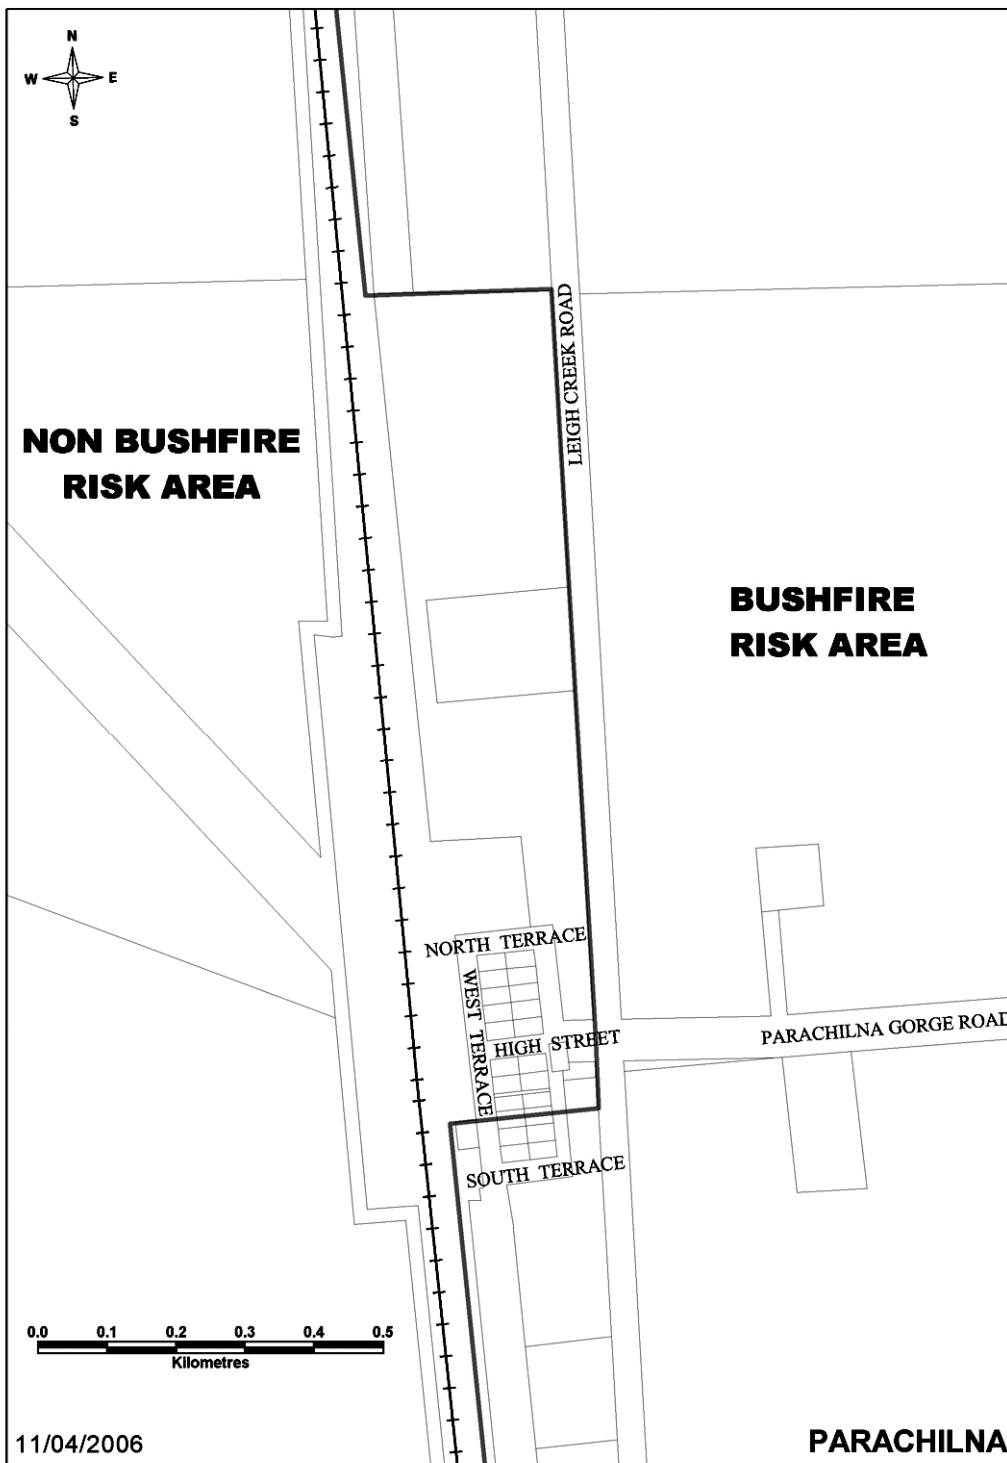 N
W E
S
LEIGH CREEK ROAD
NON BUSHFIRE
RISK AREA
BUSHFIRE
RISK AREA
NORTH TERRACE
WEST TERRACE
HIGH STREET
PARACHILNA GORGE ROAD
SOUTH TERRACE
0.0 0.1 0.2 0.3 0.4 0.5
Kilometres
11/04/2006
PARACHILNA